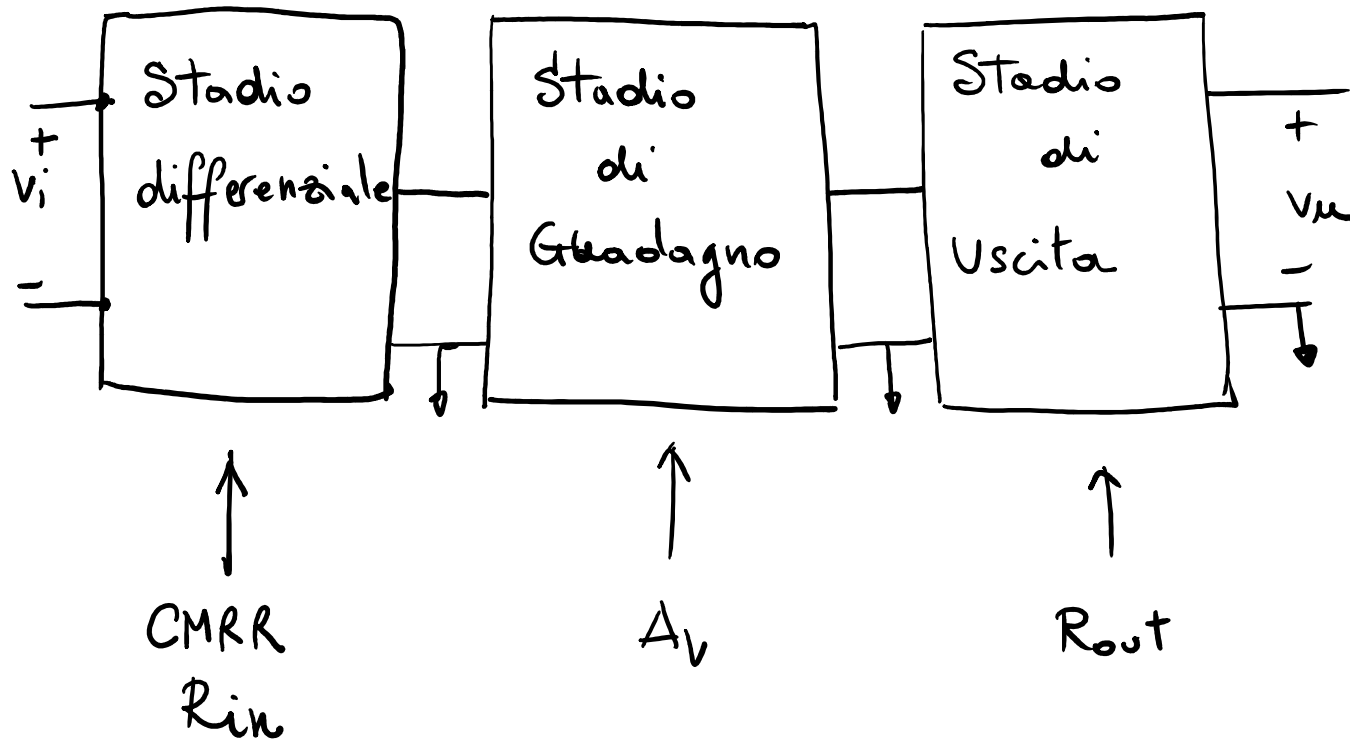 Stadio
differenziale
Stadio
di
Guadagno
Stadio
di
Uscita
+
vi
-
+
vu
-
CMRR
Rin
Av
Rout